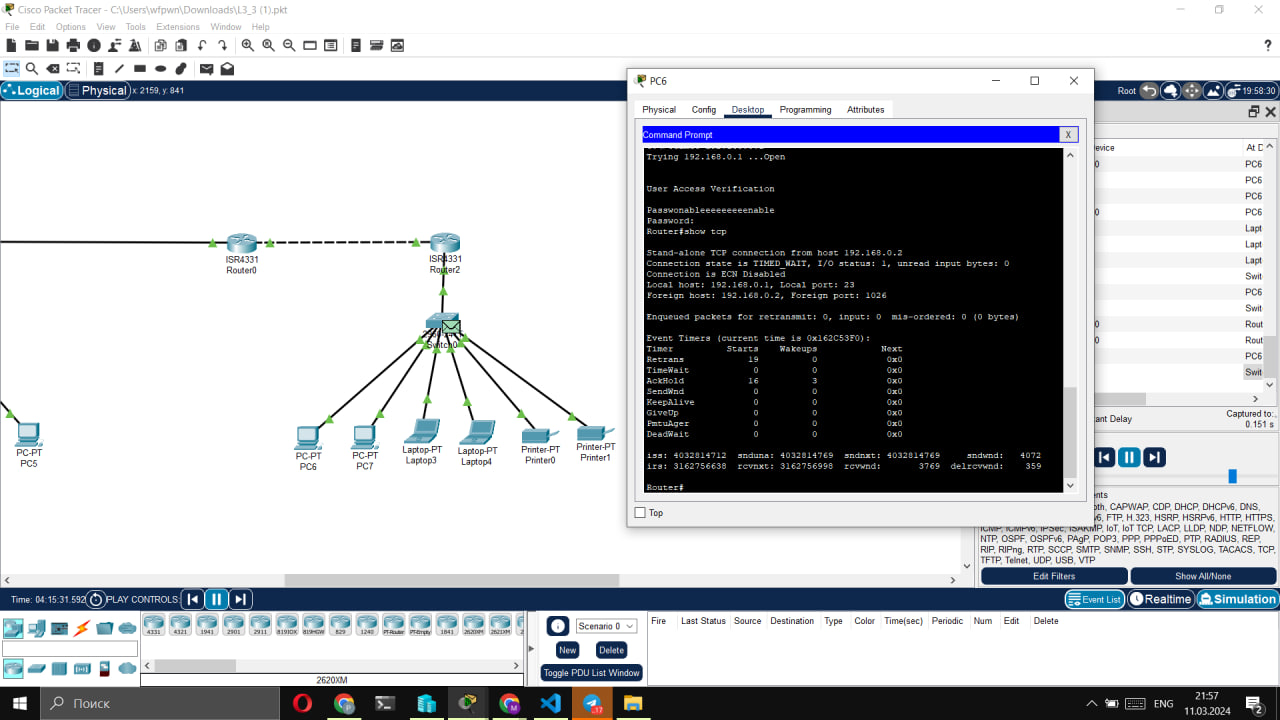 Cisco Packet Tracer - C:\Users\wfpwn\Downloads\L3_3 (1).pkt
File Edit Options View Tools Extensions Window Help
Logical Physical x: 2159, y: 841
Root 19:58:30
PC6
Physical Config Desktop Programming Attributes
Command Prompt X
Trying 192.168.0.1 ...Open
User Access Verification
Passwonableeeeeeeeenable
Password:
Router#show tcp
Stand-alone TCP connection from host 192.168.0.2
Connection state is TIMED_WAIT, I/O status: 1, unread input bytes: 0
Connection is ECN Disabled
Local host: 192.168.0.1, Local port: 23
Foreign host: 192.168.0.2, Foreign port: 1026
Enqueued packets for retransmit: 0, input: 0 mis-ordered: 0 (0 bytes)
Event Timers (current time is 0x162C53F0):
Timer Starts Wakeups Next
Retrans 19 0 0x0
TimeWait 0 0 0x0
AckHold 16 3 0x0
SendWnd 0 0 0x0
KeepAlive 0 0 0x0
GiveUp 0 0 0x0
PmtuAger 0 0 0x0
DeadWait 0 0 0x0
iss: 4032814712 snduna: 4032814769 sndnxt: 4032814769 sndwnd: 4072
irs: 3162756638 rcvnxt: 3162756998 rcvwnd: 3769 delrcvwnd: 359
Router#
Top
evice At D
0 PC6
PC6
PC6
0 PC6
Lapt
Lapt
Lapt
Swit
PC6
Swit
0 Rout
0 Rout
PC6
Swit
ISR4331
Router0
ISR4331
Router2
Switch0
PC-PT
PC5
PC-PT
PC6
PC-PT
PC7
Laptop-PT
Laptop3
Laptop-PT
Laptop4
Printer-PT
Printer0
Printer-PT
Printer1
tant Delay
Captured to:
0.151 s
ents
oth, CAPWAP, CDP, DHCP, DHCPv6, DNS,
v6, FTP, H.323, HSRP, HSRPv6, HTTP, HTTPS,
ICMP, ICMPv6, IPSec, ISAKMP, IoT, IoT TCP, LACP, LLDP, NDP, NETFLOW,
NTP, OSPF, OSPFv6, PAgP, POP3, PPP, PPPoED, PTP, RADIUS, REP,
RIP, RIPng, RTP, SCCP, SMTP, SNMP, SSH, STP, SYSLOG, TACACS, TCP,
TFTP, Telnet, UDP, USB, VTP
Edit Filters Show All/None
Time: 04:15:31.592 PLAY CONTROLS:
Event List Realtime Simulation
4331 4321 1941 2901 2911 819IOX 819HGW 829 1240 PT-Router PT-Empty 1841 2620XM 2621XM 2
2620XM
Scenario 0
New Delete
Toggle PDU List Window
Fire Last Status Source Destination Type Color Time(sec) Periodic Num Edit Delete
Поиск
17
ENG
21:57
11.03.2024
2